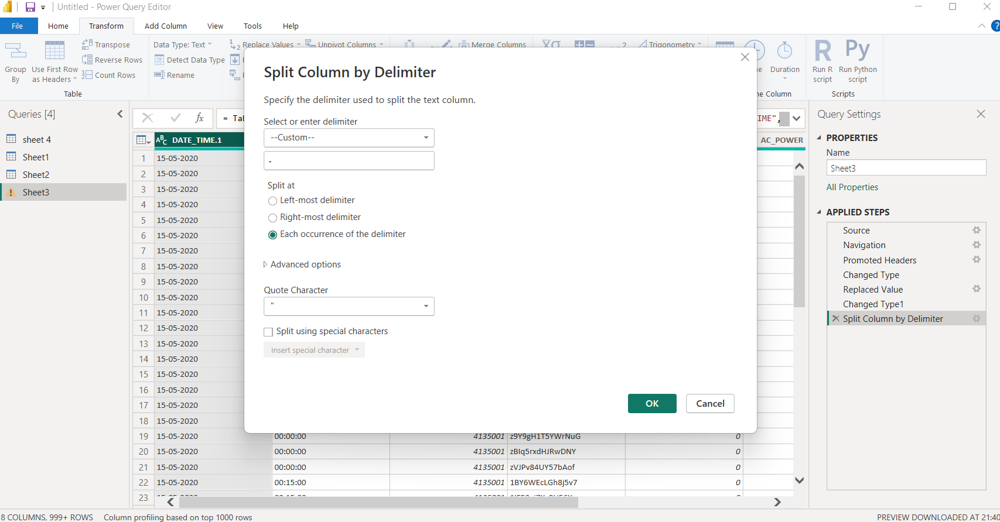 Untitled - Power Query Editor
File Home Transform Add Column View Tools Help
Group By
Use First Row as Headers
Transpose
Reverse Rows
Count Rows
Table
Data Type: Text
Detect Data Type
Rename
Replace Values
Unpivot Columns
Merge Columns
Trigonometry
Duration
Run R script
Run Python script
Scripts
Queries [4]
sheet 4
Sheet1
Sheet2
Sheet3
fx
= Tab
IME",
DATE_TIME.1
AC_POWER
1 15-05-2020
2 15-05-2020
3 15-05-2020
4 15-05-2020
5 15-05-2020
6 15-05-2020
7 15-05-2020
8 15-05-2020
9 15-05-2020
10 15-05-2020
11 15-05-2020
12 15-05-2020
13 15-05-2020
14 15-05-2020
15 15-05-2020
16 15-05-2020
17 15-05-2020
18 15-05-2020
19 15-05-2020 00:00:00 4135001 z9Y9gH1T5YWrNuG 0
20 15-05-2020 00:00:00 4135001 zBIq5rxdHJRwDNY 0
21 15-05-2020 00:00:00 4135001 zVJPv84UY57bAof 0
22 15-05-2020 00:15:00 4135001 1BY6WEcLGh8j5v7 0
23
Split Column by Delimiter
Specify the delimiter used to split the text column.
Select or enter delimiter
--Custom--
-
Split at
Left-most delimiter
Right-most delimiter
Each occurrence of the delimiter
Advanced options
Quote Character
"
Split using special characters
Insert special character
OK
Cancel
Query Settings
PROPERTIES
Name
Sheet3
All Properties
APPLIED STEPS
Source
Navigation
Promoted Headers
Changed Type
Replaced Value
Changed Type1
Split Column by Delimiter
8 COLUMNS, 999+ ROWS
Column profiling based on top 1000 rows
PREVIEW DOWNLOADED AT 21:40